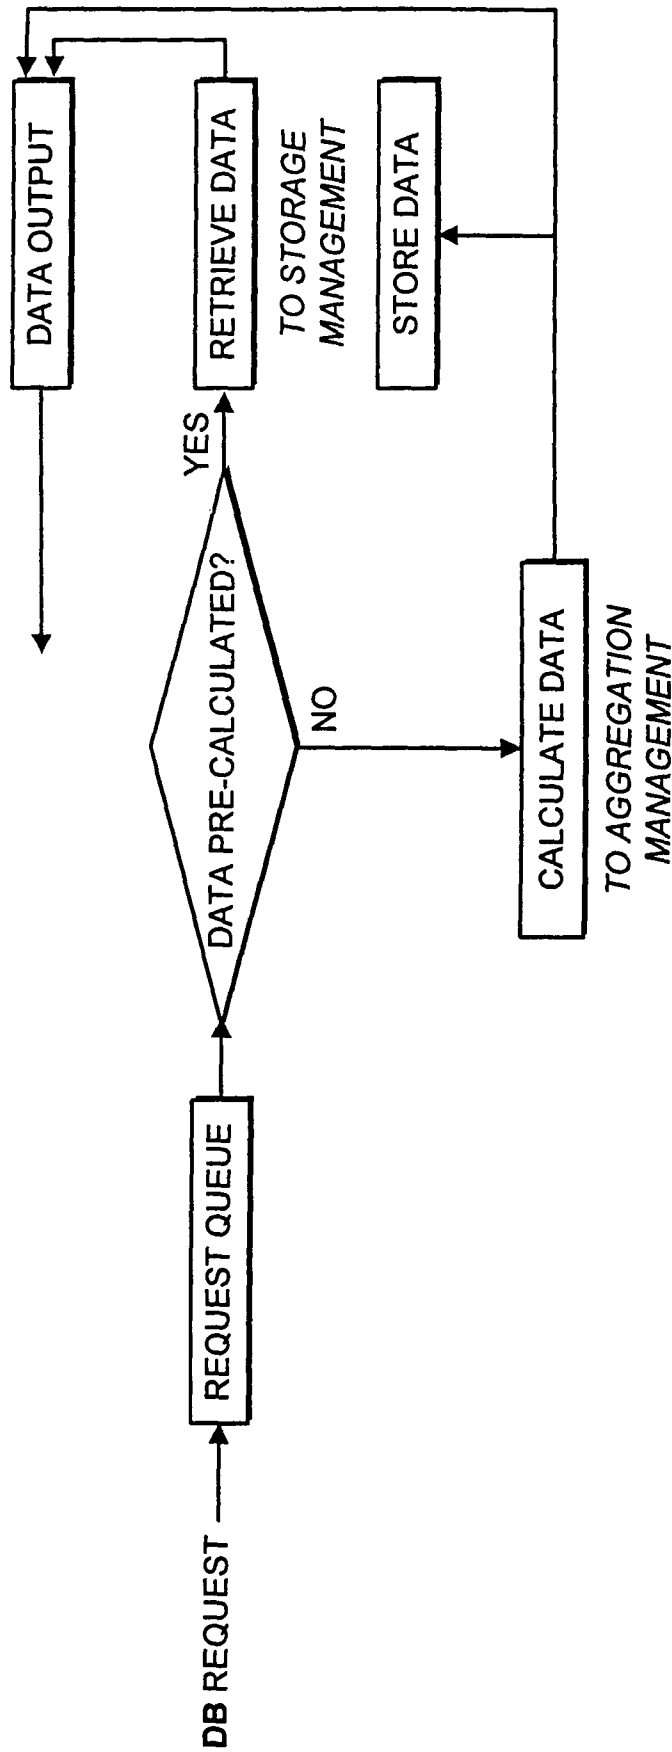 DB REQUEST
REQUEST QUEUE
DATA PRE-CALCULATED?
YES
NO
DATA OUTPUT
RETRIEVE DATA
TO STORAGE
MANAGEMENT
STORE DATA
CALCULATE DATA
TO AGGREGATION
MANAGEMENT